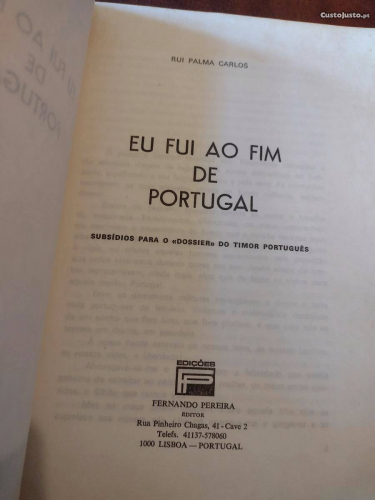 CustoJusto.pt
RUI PALMA CARLOS
EU FUI AO FIM
DE
PORTUGAL
SUBSÍDIOS PARA O «DOSSIER» DO TIMOR PORTUGUÊS
EDIÇÕES
FP
FERNANDO PEREIRA
EDITOR
Rua Pinheiro Chagas, 41 - Cave 2
Telefs. 41137-578060
1000 LISBOA — PORTUGAL